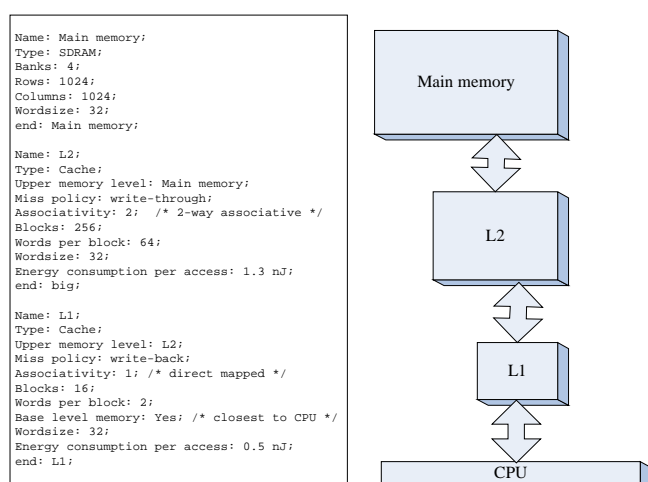 Name: Main memory;
Type: SDRAM;
Banks: 4;
Rows: 1024;
Columns: 1024;
Wordsize: 32;
end: Main memory;
Name: L2;
Type: Cache;
Upper memory level: Main memory;
Miss policy: write-through;
Associativity: 2;  /* 2-way associative */
Blocks: 256;
Words per block: 64;
Wordsize: 32;
Energy consumption per access: 1.3 nJ;
end: big;
Name: L1;
Type: Cache;
Upper memory level: L2;
Miss policy: write-back;
Associativity: 1; /* direct mapped */
Blocks: 16;
Words per block: 2;
Base level memory: Yes; /* closest to CPU */
Wordsize: 32;
Energy consumption per access: 0.5 nJ;
end: L1;
Main memory
L2
L1
CPU